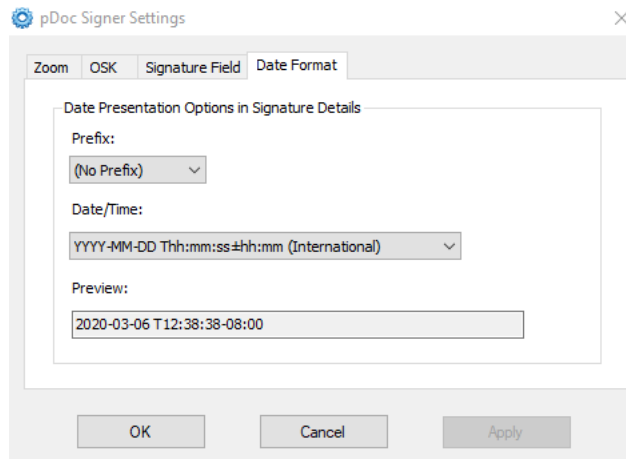 pDoc Signer Settings
Zoom OSK Signature Field Date Format
Date Presentation Options in Signature Details
Prefix:
(No Prefix)
Date/Time:
YYYY-MM-DD Thh:mm:ss±hh:mm (International)
Preview:
2020-03-06 T12:38:38-08:00
OK Cancel Apply